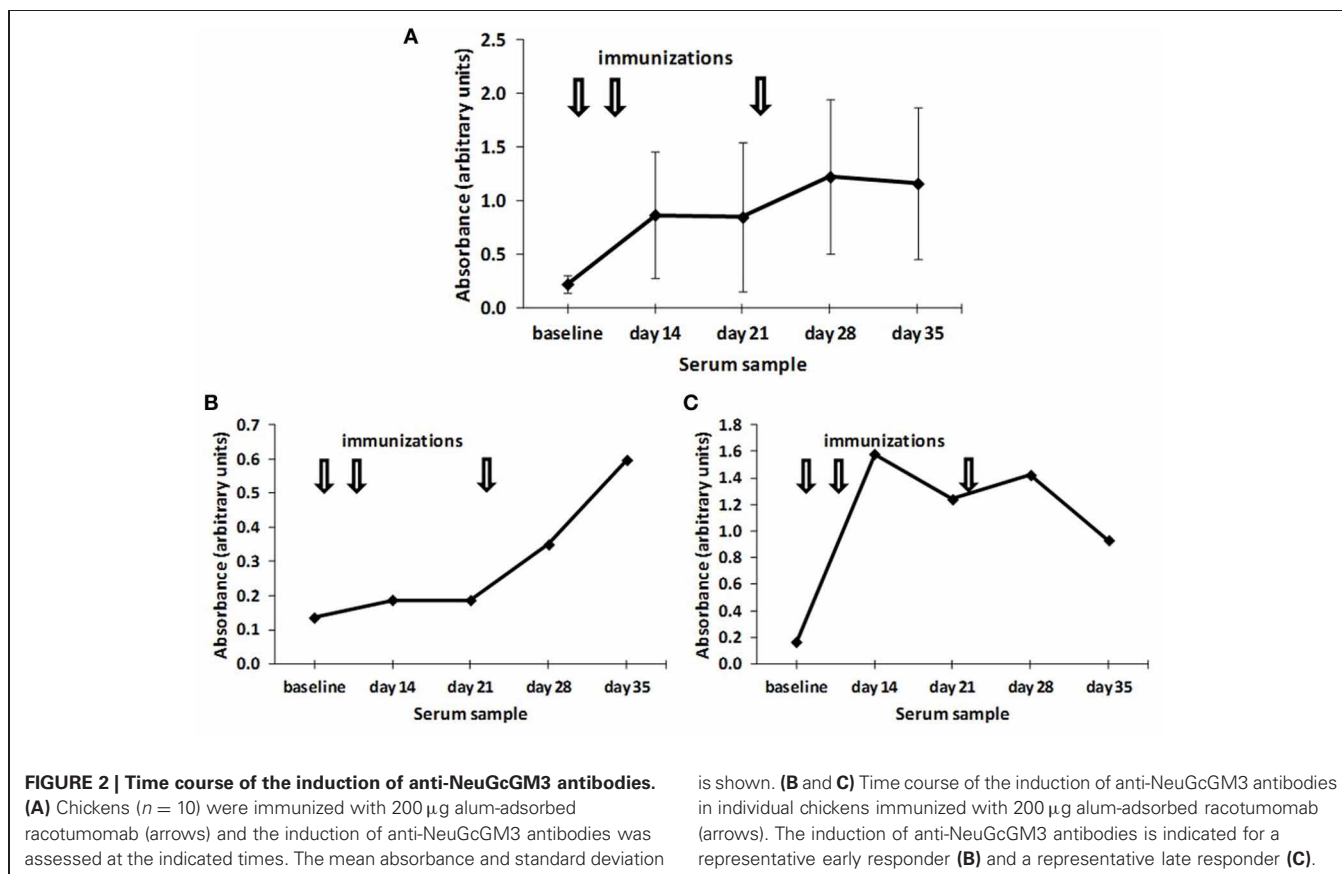 A
2.5
immunizations
2.0
1.5
1.0
0.5
0.0
Absorbance (arbitrary units)
baseline day 14 day 21 day 28 day 35
Serum sample
B
0.7
immunizations
0.6
0.5
0.4
0.3
0.2
0.1
0.0
Absorbance (arbitrary units)
baseline day 14 day 21 day 28 day 35
Serum sample
C
1.8
immunizations
1.6
1.4
1.2
1.0
0.8
0.6
0.4
0.2
0.0
Absorbance (arbitrary units)
baseline day 14 day 21 day 28 day 35
Serum sample
FIGURE 2 | Time course of the induction of anti-NeuGcGM3 antibodies.
(A) Chickens (n = 10) were immunized with 200 μg alum-adsorbed
racotumomab (arrows) and the induction of anti-NeuGcGM3 antibodies was
assessed at the indicated times. The mean absorbance and standard deviation
is shown. (B and C) Time course of the induction of anti-NeuGcGM3 antibodies
in individual chickens immunized with 200 μg alum-adsorbed racotumomab
(arrows). The induction of anti-NeuGcGM3 antibodies is indicated for a
representative early responder (B) and a representative late responder (C).